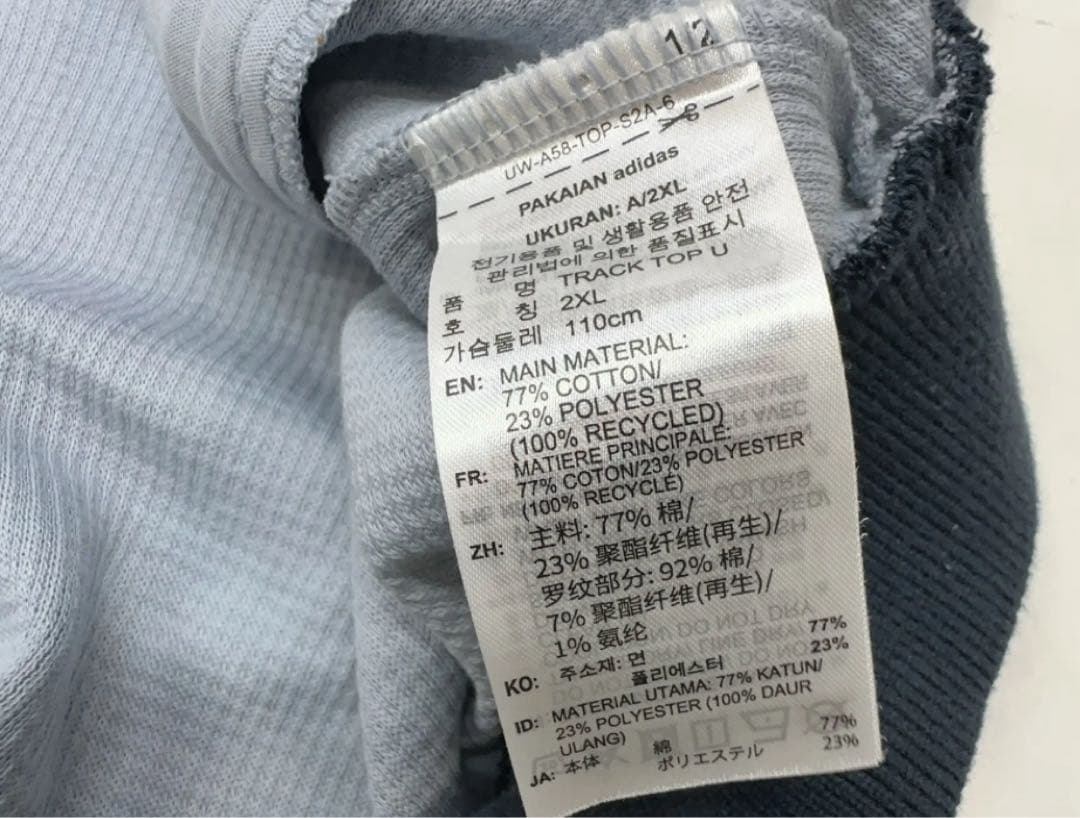 12
UW-A58-TOP-S2A-6
PAKAIAN adidas
UKURAN: A/2XL
전기용품 및 생활용품 안전
관리법에 의한 품질표시
품 명 TRACK TOP U
호 칭 2XL
가슴둘레 110cm
EN: MAIN MATERIAL:
77% COTTON/
23% POLYESTER
(100% RECYCLED)
FR: MATIERE PRINCIPALE:
77% COTON/23% POLYESTER
(100% RECYCLÉ)
ZH: 主料: 77% 棉/
23% 聚酯纤维(再生)/
罗纹部分: 92% 棉/
7% 聚酯纤维(再生)/
1% 氨纶
KO: 주소재: 면 77%
폴리에스터 23%
ID: MATERIAL UTAMA: 77% KATUN/
23% POLYESTER (100% DAUR
ULANG)
JA: 本体 綿 77%
ポリエステル 23%